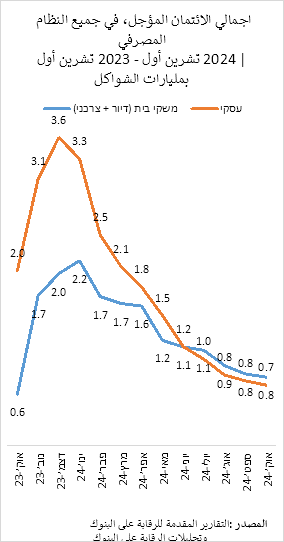 اجمالي الائتمان المؤجل، في جميع النظام
المصرفي
| 2024 تشرين أول - 2023 تشرين أول
بمليارات الشواكل
משקי בית (דיור + צרכני) עסקי
3.6
3.3
3.1
2.5
2.0
2.1
1.8
1.5
2.2
2.0
1.7
1.7
1.7
1.6
1.2
1.2
1.0
0.8
0.8
0.7
1.1
1.1
0.9
0.8
0.8
0.6
אוק'-23
נוב'-23
דצמ'-23
ינו'-24
פבר'-24
מרץ-24
אפר'-24
מאי-24
יונ-24
יול-24
אוג'-24
ספט'-24
אוק'-24
المصدر :التقارير المقدمة للرقابة على البنوك
وتحليلات الرقابة على البنوك